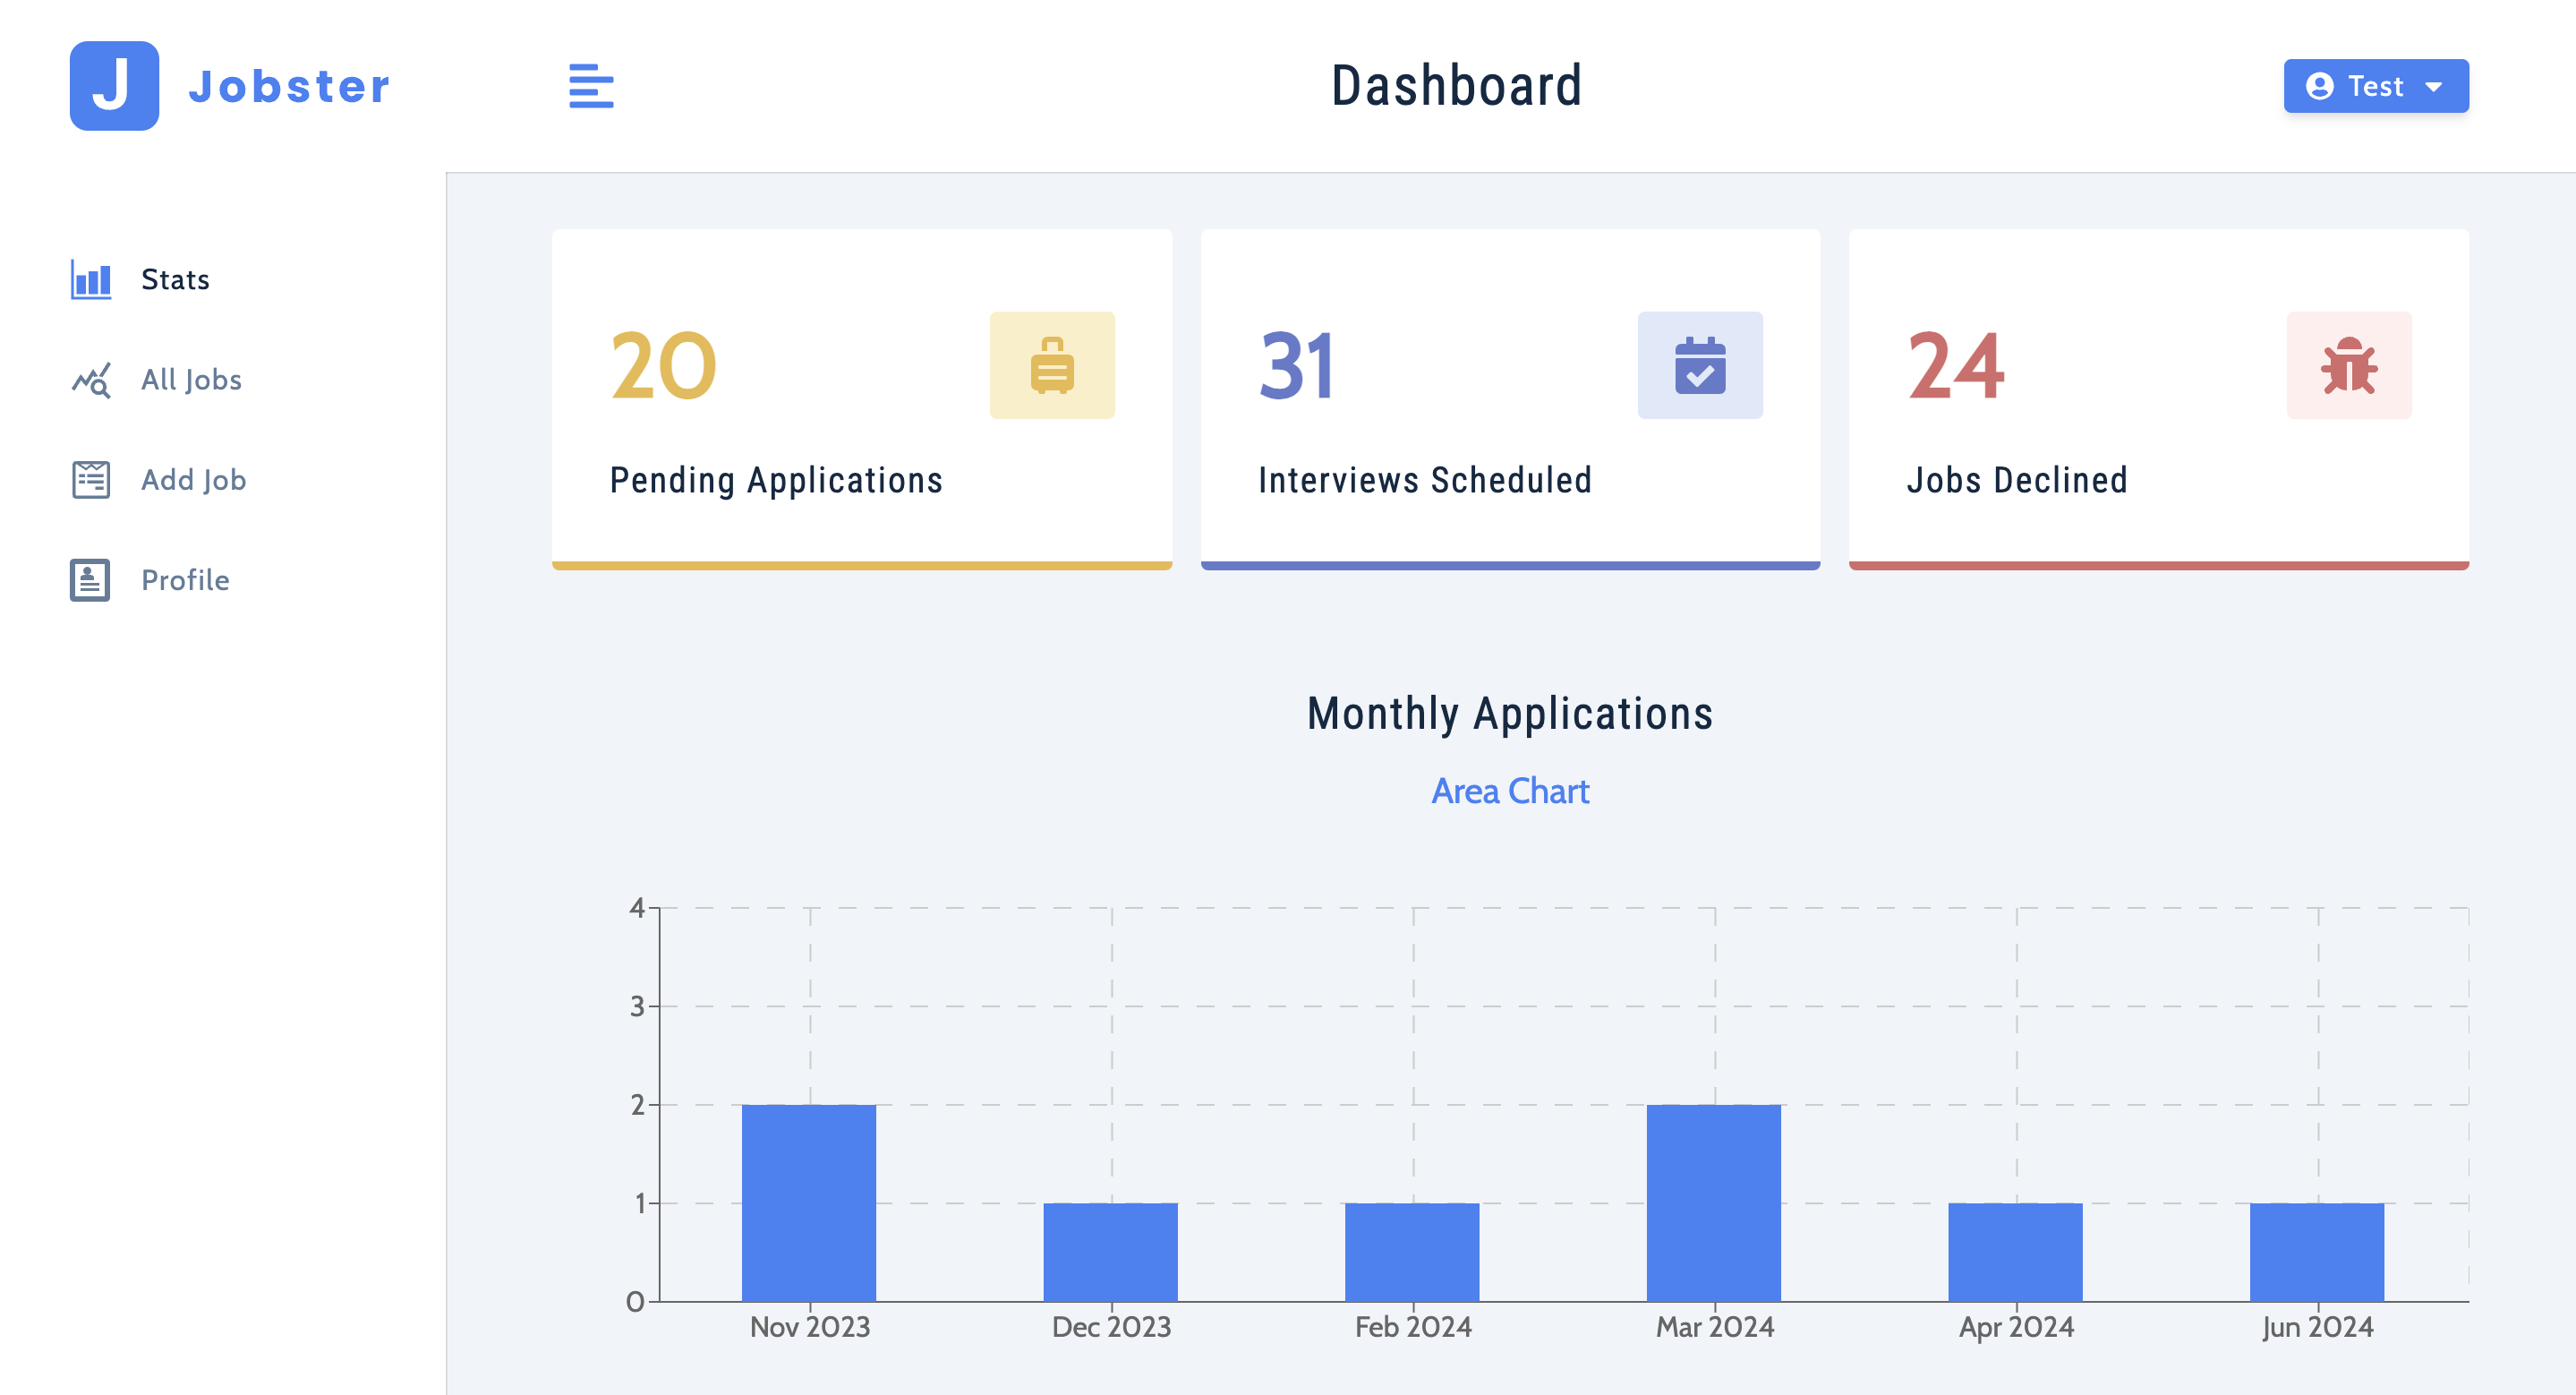 J Jobster
Dashboard
Test
Stats
All Jobs
Add Job
Profile
20
Pending Applications
31
Interviews Scheduled
24
Jobs Declined
Monthly Applications
Area Chart
4
3
2
1
0
Nov 2023 Dec 2023 Feb 2024 Mar 2024 Apr 2024 Jun 2024